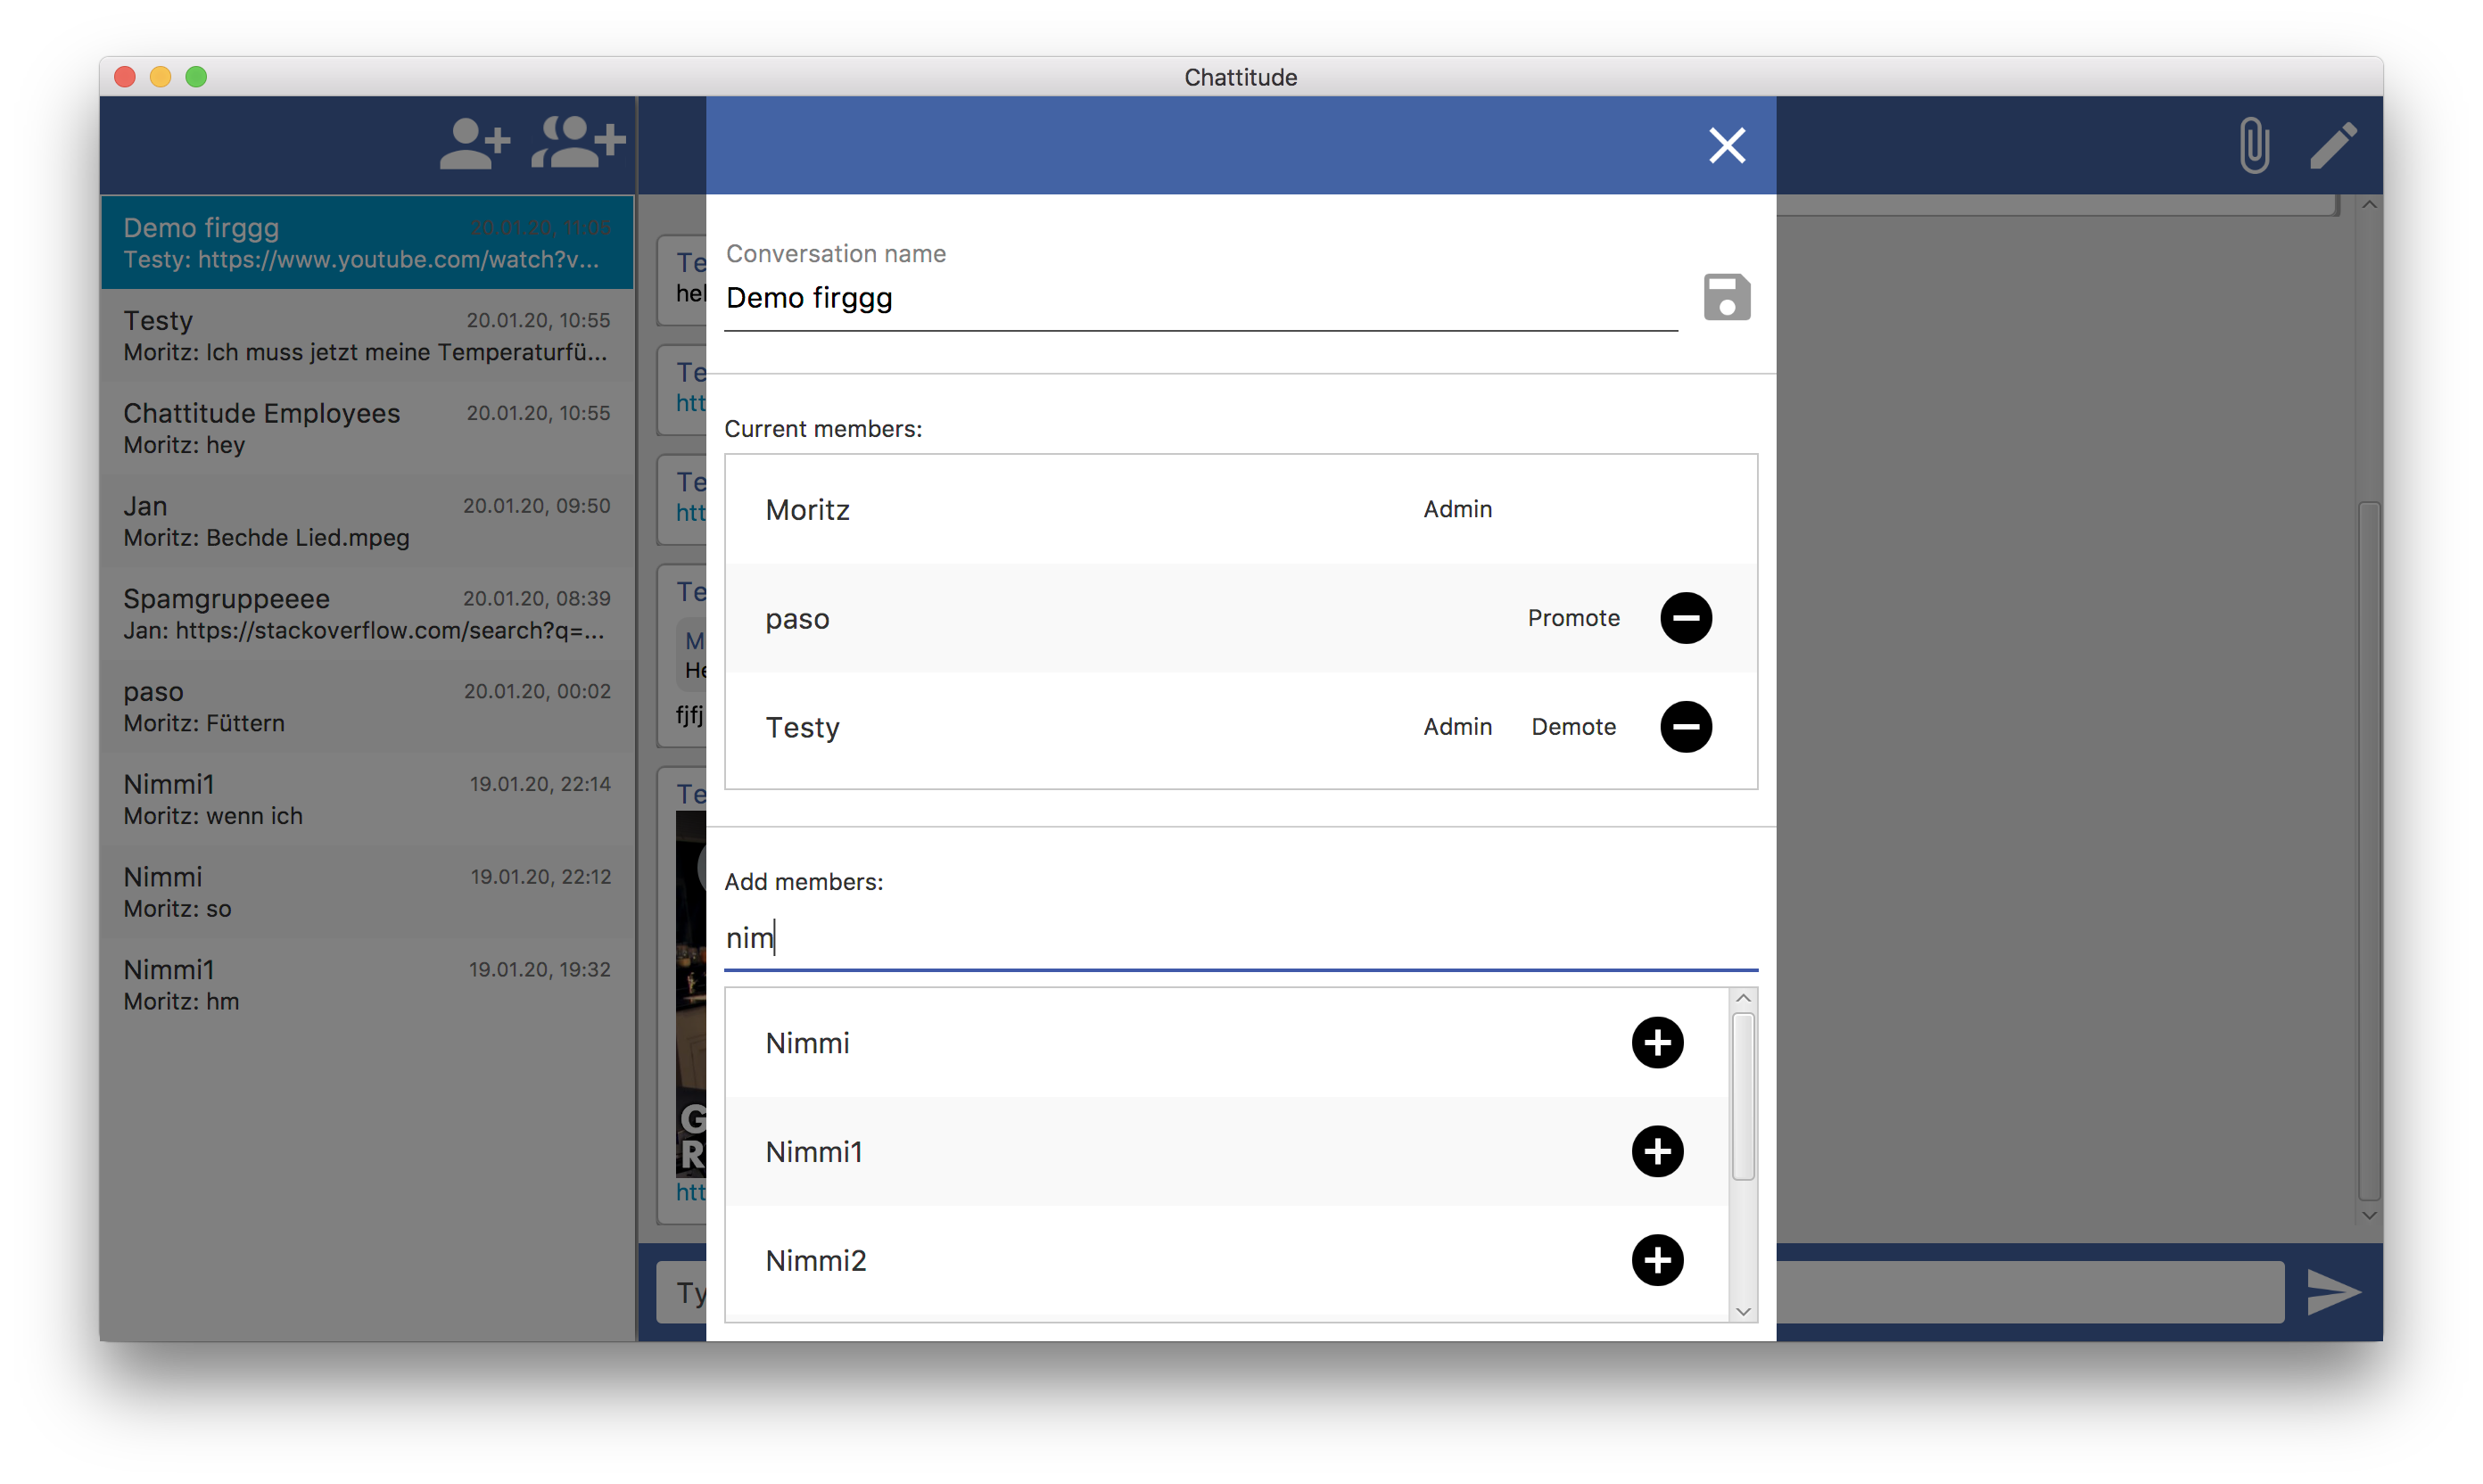 Chattitude
Demo firggg 20.01.20, 11:05
Testy: https://www.youtube.com/watch?v...
Testy 20.01.20, 10:55
Moritz: Ich muss jetzt meine Temperaturfü...
Chattitude Employees 20.01.20, 10:55
Moritz: hey
Jan 20.01.20, 09:50
Moritz: Bechde Lied.mpeg
Spamgruppeeee 20.01.20, 08:39
Jan: https://stackoverflow.com/search?q=...
paso 20.01.20, 00:02
Moritz: Füttern
Nimmi1 19.01.20, 22:14
Moritz: wenn ich
Nimmi 19.01.20, 22:12
Moritz: so
Nimmi1 19.01.20, 19:32
Moritz: hm
Te
hel
Te
htt
Te
htt
Te
M
He
fjfj
Te
G
R
htt
Ty
Conversation name
Demo firggg
Current members:
Moritz Admin
paso Promote
Testy Admin Demote
Add members:
nim
Nimmi
Nimmi1
Nimmi2